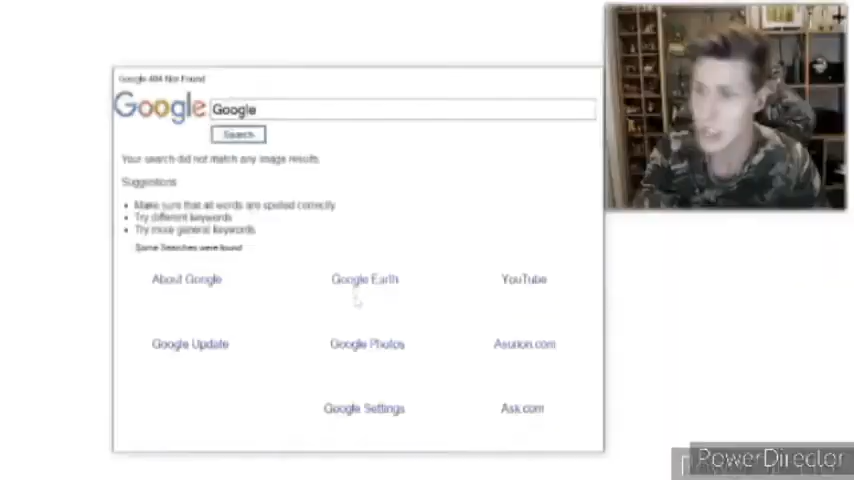 Google 404 Not Found
Google Google
Search
Your search did not match any image results.
Suggestions
Make sure that all words are spelled correctly
Try different keywords
Try more general keywords
Some Searches were found
About Google Google Earth YouTube
Google Update Google Photos Asurion.com
Google Settings Ask.com
PowerDirector